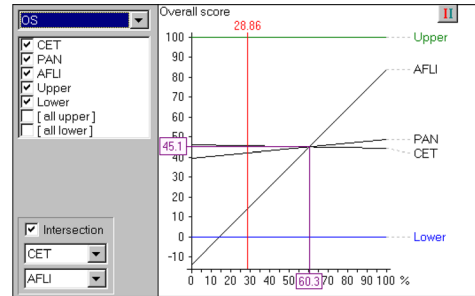 OS
CET
PAN
AFLI
Upper
Lower
[ all upper ]
[ all lower ]
Intersection
CET
AFLI
Overall score
28.86
100
90
80
70
60
50
45.1
40
30
20
10
0
-10
0 10 20 30 40 50 60.3 70 80 90 100 %
Upper
AFLI
PAN
CET
Lower